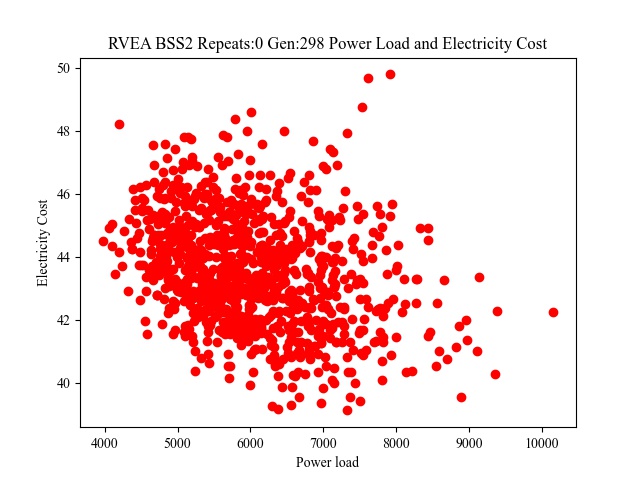 RVEA BSS2 Repeats:0 Gen:298 Power Load and Electricity Cost
50
48
46
44
42
40
Electricity Cost
4000 5000 6000 7000 8000 9000 10000
Power load